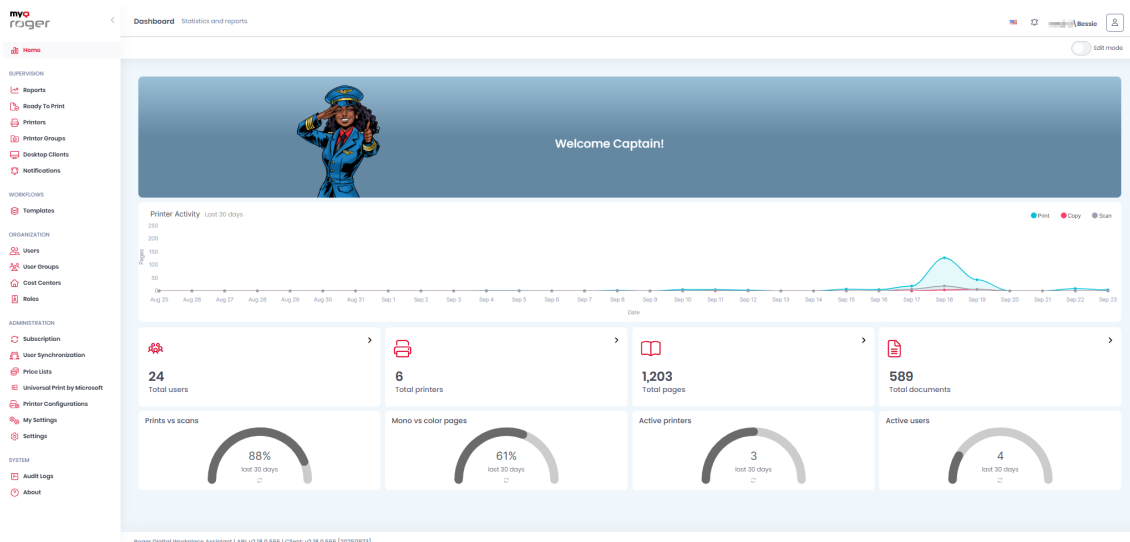 myQ
roger
Dashboard Statistics and reports.
\Bessie
Edit mode
Home
SUPERVISION
Reports
Ready To Print
Printers
Printer Groups
Desktop Clients
Notifications
WORKFLOWS
Templates
ORGANIZATION
Users
User Groups
Cost Centers
Roles
ADMINISTRATION
Subscription
User Synchronization
Price Lists
Universal Print by Microsoft
Printer Configurations
My Settings
Settings
SYSTEM
Audit Logs
About
Welcome Captain!
Printer Activity Last 30 days
Print Copy Scan
250
200
150
100
50
0
Pages
Aug 25 Aug 26 Aug 27 Aug 28 Aug 29 Aug 30 Aug 31 Sep 1 Sep 2 Sep 3 Sep 4 Sep 5 Sep 6 Sep 7 Sep 8 Sep 9 Sep 10 Sep 11 Sep 12 Sep 13 Sep 14 Sep 15 Sep 16 Sep 17 Sep 18 Sep 19 Sep 20 Sep 21 Sep 22 Sep 23
Date
24
Total users
6
Total printers
1,203
Total pages
589
Total documents
Prints vs scans
88%
last 30 days
Mono vs color pages
61%
last 30 days
Active printers
3
last 30 days
Active users
4
last 30 days